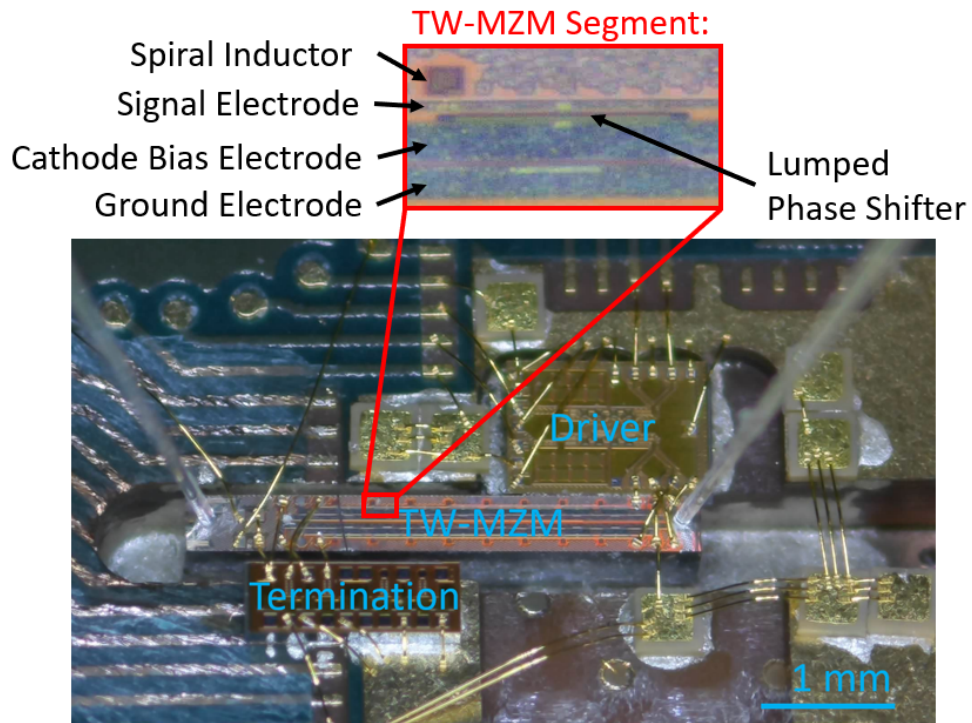 TW-MZM Segment:
Spiral Inductor
Signal Electrode
Cathode Bias Electrode
Ground Electrode
Lumped
Phase Shifter
Driver
TW-MZM
Termination
1 mm